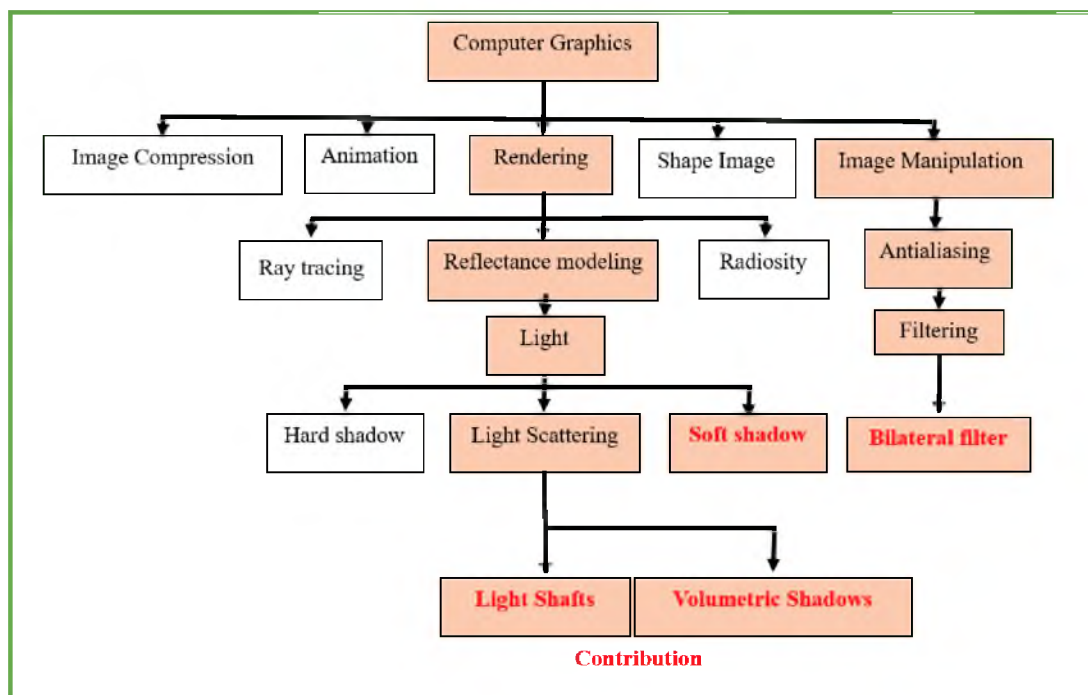 Computer Graphics
Image Compression
Animation
Rendering
Shape Image
Image Manipulation
Ray tracing
Reflectance modeling
Radiosity
Antialiasing
Light
Filtering
Hard shadow
Light Scattering
Soft shadow
Bilateral filter
Light Shafts
Volumetric Shadows
Contribution